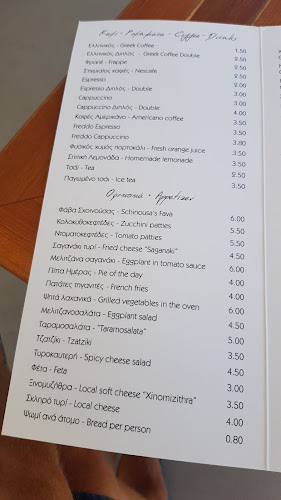 Καφέ - Ροφήματα · Coffee - Drinks
Ελληνικός - Greek Coffee 1.50
Ελληνικός Διπλός - Greek Coffee Double 2.50
Φραπέ - Frappe 2.50
Στιγμιαίος καφές - Nescafe 2.50
Espresso 2.00
Espresso Διπλός - Double 3.00
Cappuccino 3.00
Cappuccino Διπλός - Double 4.00
Καφές Αμερικάνο - Americano coffee 3.50
Freddo Espresso 3.50
Freddo Cappuccino 3.80
Φυσικός χυμός πορτοκάλι - Fresh orange juice 3.50
Σπιτική Λεμονάδα - Homemade lemonade 3.50
Τσάι - Tea 2.50
Παγωμένο τσάι - Ice tea 3.50
Ορεκτικά · Appetizer
Φάβα Σχοινούσας - Schinousa's Fava 6.00
Κολοκυθοκεφτέδες - Zucchini patties 5.50
Ντοματοκεφτέδες - Tomato patties 5.50
Σαγανάκι τυρί - Fried cheese "Saganaki" 4.50
Μελιτζάνα σαγανάκι - Eggplant in tomato sauce 6.00
Πίτα Ημέρας - Pie of the day 4.00
Πατάτες τηγανιτές - French fries 4.00
Ψητά λαχανικά - Grilled vegetables in the oven 6.00
Μελιτζανοσαλάτα - Eggplant salad 4.50
Ταραμοσαλάτα - "Taramosalata" 5.00
Τζατζίκι - Tzatziki 3.50
Τυροκαυτερή - Spicy cheese salad 4.50
Φέτα - Feta 3.50
Ξινομυζήθρα - Local soft cheese "Xinomizithra" 3.50
Σκληρό τυρί - Local cheese 4.00
Ψωμί ανά άτομο - Bread per person 0.80